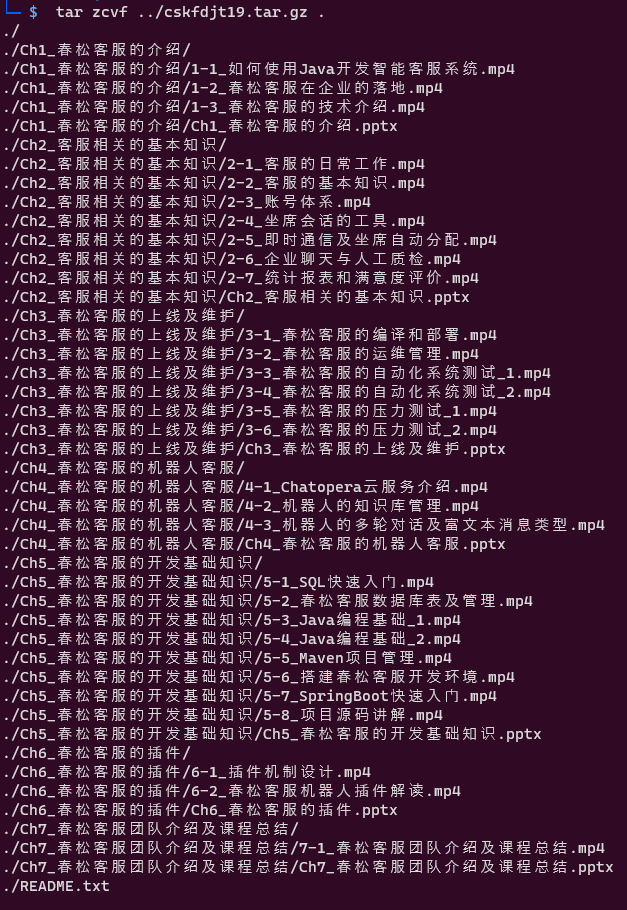 $ tar zcvf ../cskfdjt19.tar.gz .
./
./Ch1_春松客服的介绍/
./Ch1_春松客服的介绍/1-1_如何使用Java开发智能客服系统.mp4
./Ch1_春松客服的介绍/1-2_春松客服在企业的落地.mp4
./Ch1_春松客服的介绍/1-3_春松客服的技术介绍.mp4
./Ch1_春松客服的介绍/Ch1_春松客服的介绍.pptx
./Ch2_客服相关的基本知识/
./Ch2_客服相关的基本知识/2-1_客服的日常工作.mp4
./Ch2_客服相关的基本知识/2-2_客服的基本知识.mp4
./Ch2_客服相关的基本知识/2-3_账号体系.mp4
./Ch2_客服相关的基本知识/2-4_坐席会话的工具.mp4
./Ch2_客服相关的基本知识/2-5_即时通信及坐席自动分配.mp4
./Ch2_客服相关的基本知识/2-6_企业聊天与人工质检.mp4
./Ch2_客服相关的基本知识/2-7_统计报表和满意度评价.mp4
./Ch2_客服相关的基本知识/Ch2_客服相关的基本知识.pptx
./Ch3_春松客服的上线及维护/
./Ch3_春松客服的上线及维护/3-1_春松客服的编译和部署.mp4
./Ch3_春松客服的上线及维护/3-2_春松客服的运维管理.mp4
./Ch3_春松客服的上线及维护/3-3_春松客服的自动化系统测试_1.mp4
./Ch3_春松客服的上线及维护/3-4_春松客服的自动化系统测试_2.mp4
./Ch3_春松客服的上线及维护/3-5_春松客服的压力测试_1.mp4
./Ch3_春松客服的上线及维护/3-6_春松客服的压力测试_2.mp4
./Ch3_春松客服的上线及维护/Ch3_春松客服的上线及维护.pptx
./Ch4_春松客服的机器人客服/
./Ch4_春松客服的机器人客服/4-1_Chatopera云服务介绍.mp4
./Ch4_春松客服的机器人客服/4-2_机器人的知识库管理.mp4
./Ch4_春松客服的机器人客服/4-3_机器人的多轮对话及富文本消息类型.mp4
./Ch4_春松客服的机器人客服/Ch4_春松客服的机器人客服.pptx
./Ch5_春松客服的开发基础知识/
./Ch5_春松客服的开发基础知识/5-1_SQL快速入门.mp4
./Ch5_春松客服的开发基础知识/5-2_春松客服数据库表及管理.mp4
./Ch5_春松客服的开发基础知识/5-3_Java编程基础_1.mp4
./Ch5_春松客服的开发基础知识/5-4_Java编程基础_2.mp4
./Ch5_春松客服的开发基础知识/5-5_Maven项目管理.mp4
./Ch5_春松客服的开发基础知识/5-6_搭建春松客服开发环境.mp4
./Ch5_春松客服的开发基础知识/5-7_SpringBoot快速入门.mp4
./Ch5_春松客服的开发基础知识/5-8_项目源码讲解.mp4
./Ch5_春松客服的开发基础知识/Ch5_春松客服的开发基础知识.pptx
./Ch6_春松客服的插件/
./Ch6_春松客服的插件/6-1_插件机制设计.mp4
./Ch6_春松客服的插件/6-2_春松客服机器人插件解读.mp4
./Ch6_春松客服的插件/Ch6_春松客服的插件.pptx
./Ch7_春松客服团队介绍及课程总结/
./Ch7_春松客服团队介绍及课程总结/7-1_春松客服团队介绍及课程总结.mp4
./Ch7_春松客服团队介绍及课程总结/Ch7_春松客服团队介绍及课程总结.pptx
./README.txt